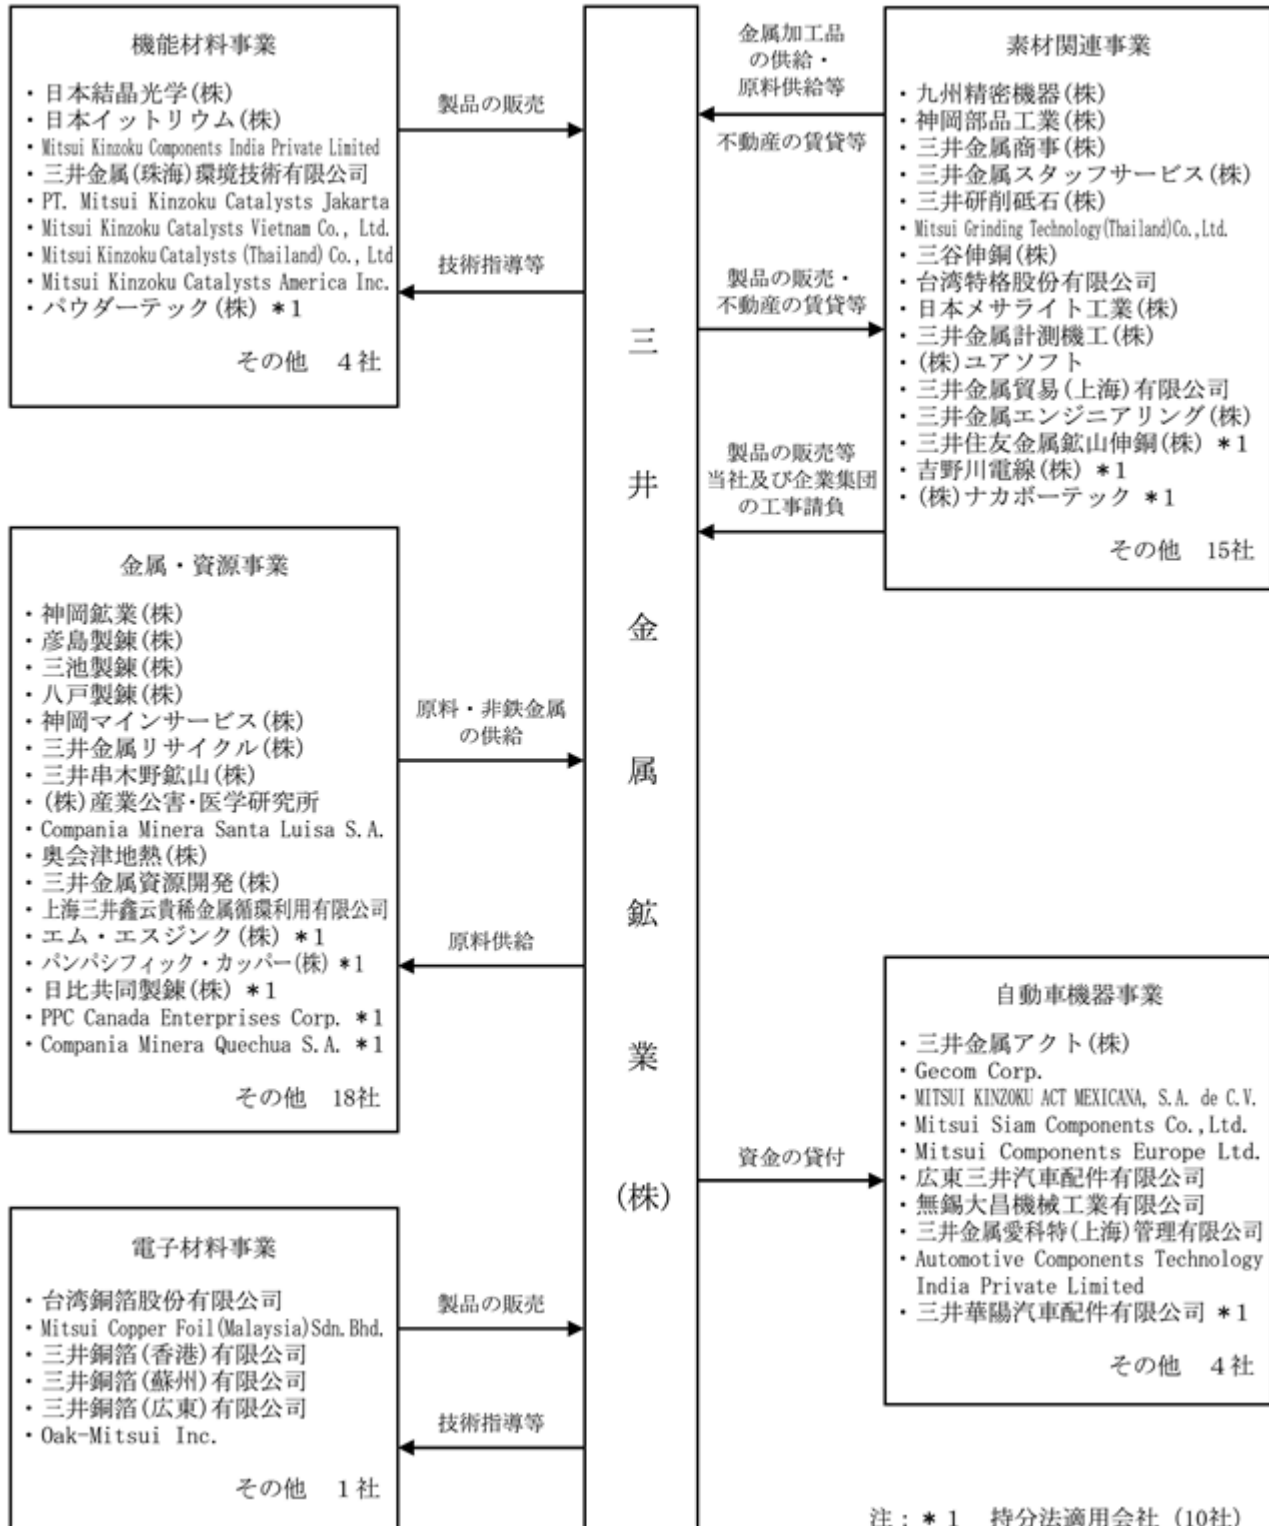 機能材料事業
・日本結晶光学(株)
・日本イットリウム(株)
・Mitsui Kinzoku Components India Private Limited
・三井金属(珠海)環境技術有限公司
・PT. Mitsui Kinzoku Catalysts Jakarta
・Mitsui Kinzoku Catalysts Vietnam Co., Ltd.
・Mitsui Kinzoku Catalysts (Thailand) Co., Ltd
・Mitsui Kinzoku Catalysts America Inc.
・パウダーテック(株) *1
その他 4社
製品の販売
技術指導等
金属・資源事業
・神岡鉱業(株)
・彦島製錬(株)
・三池製錬(株)
・八戸製錬(株)
・神岡マインサービス(株)
・三井金属リサイクル(株)
・三井串木野鉱山(株)
・(株)産業公害・医学研究所
・Compania Minera Santa Luisa S.A.
・奥会津地熱(株)
・三井金属資源開発(株)
・上海三井鑫云貴稀金属循環利用有限公司
・エム・エスジンク(株) *1
・パンパシフィック・カッパー(株) *1
・日比共同製錬(株) *1
・PPC Canada Enterprises Corp. *1
・Compania Minera Quechua S.A. *1
その他 18社
原料・非鉄金属
の供給
原料供給
電子材料事業
・台湾銅箔股份有限公司
・Mitsui Copper Foil(Malaysia)Sdn.Bhd.
・三井銅箔(香港)有限公司
・三井銅箔(蘇州)有限公司
・三井銅箔(広東)有限公司
・Oak-Mitsui Inc.
その他 1社
製品の販売
技術指導等
三井金属鉱業(株)
金属加工品
の供給・
原料供給等
不動産の賃貸等
製品の販売・
不動産の賃貸等
製品の販売等
当社及び企業集団
の工事請負
素材関連事業
・九州精密機器(株)
・神岡部品工業(株)
・三井金属商事(株)
・三井金属スタッフサービス(株)
・三井研削砥石(株)
・Mitsui Grinding Technology(Thailand)Co.,Ltd.
・三谷伸銅(株)
・台湾特格股份有限公司
・日本メサライト工業(株)
・三井金属計測機工(株)
・(株)ユアソフト
・三井金属貿易(上海)有限公司
・三井金属エンジニアリング(株)
・三井住友金属鉱山伸銅(株) *1
・吉野川電線(株) *1
・(株)ナカボーテック *1
その他 15社
資金の貸付
自動車機器事業
・三井金属アクト(株)
・Gecom Corp.
・MITSUI KINZOKU ACT MEXICANA, S.A. de C.V.
・Mitsui Siam Components Co.,Ltd.
・Mitsui Components Europe Ltd.
・広東三井汽車配件有限公司
・無錫大昌機械工業有限公司
・三井金属愛科特(上海)管理有限公司
・Automotive Components Technology
India Private Limited
・三井華陽汽車配件有限公司 *1
その他 4社
注:*1 持分法適用会社 (10社)